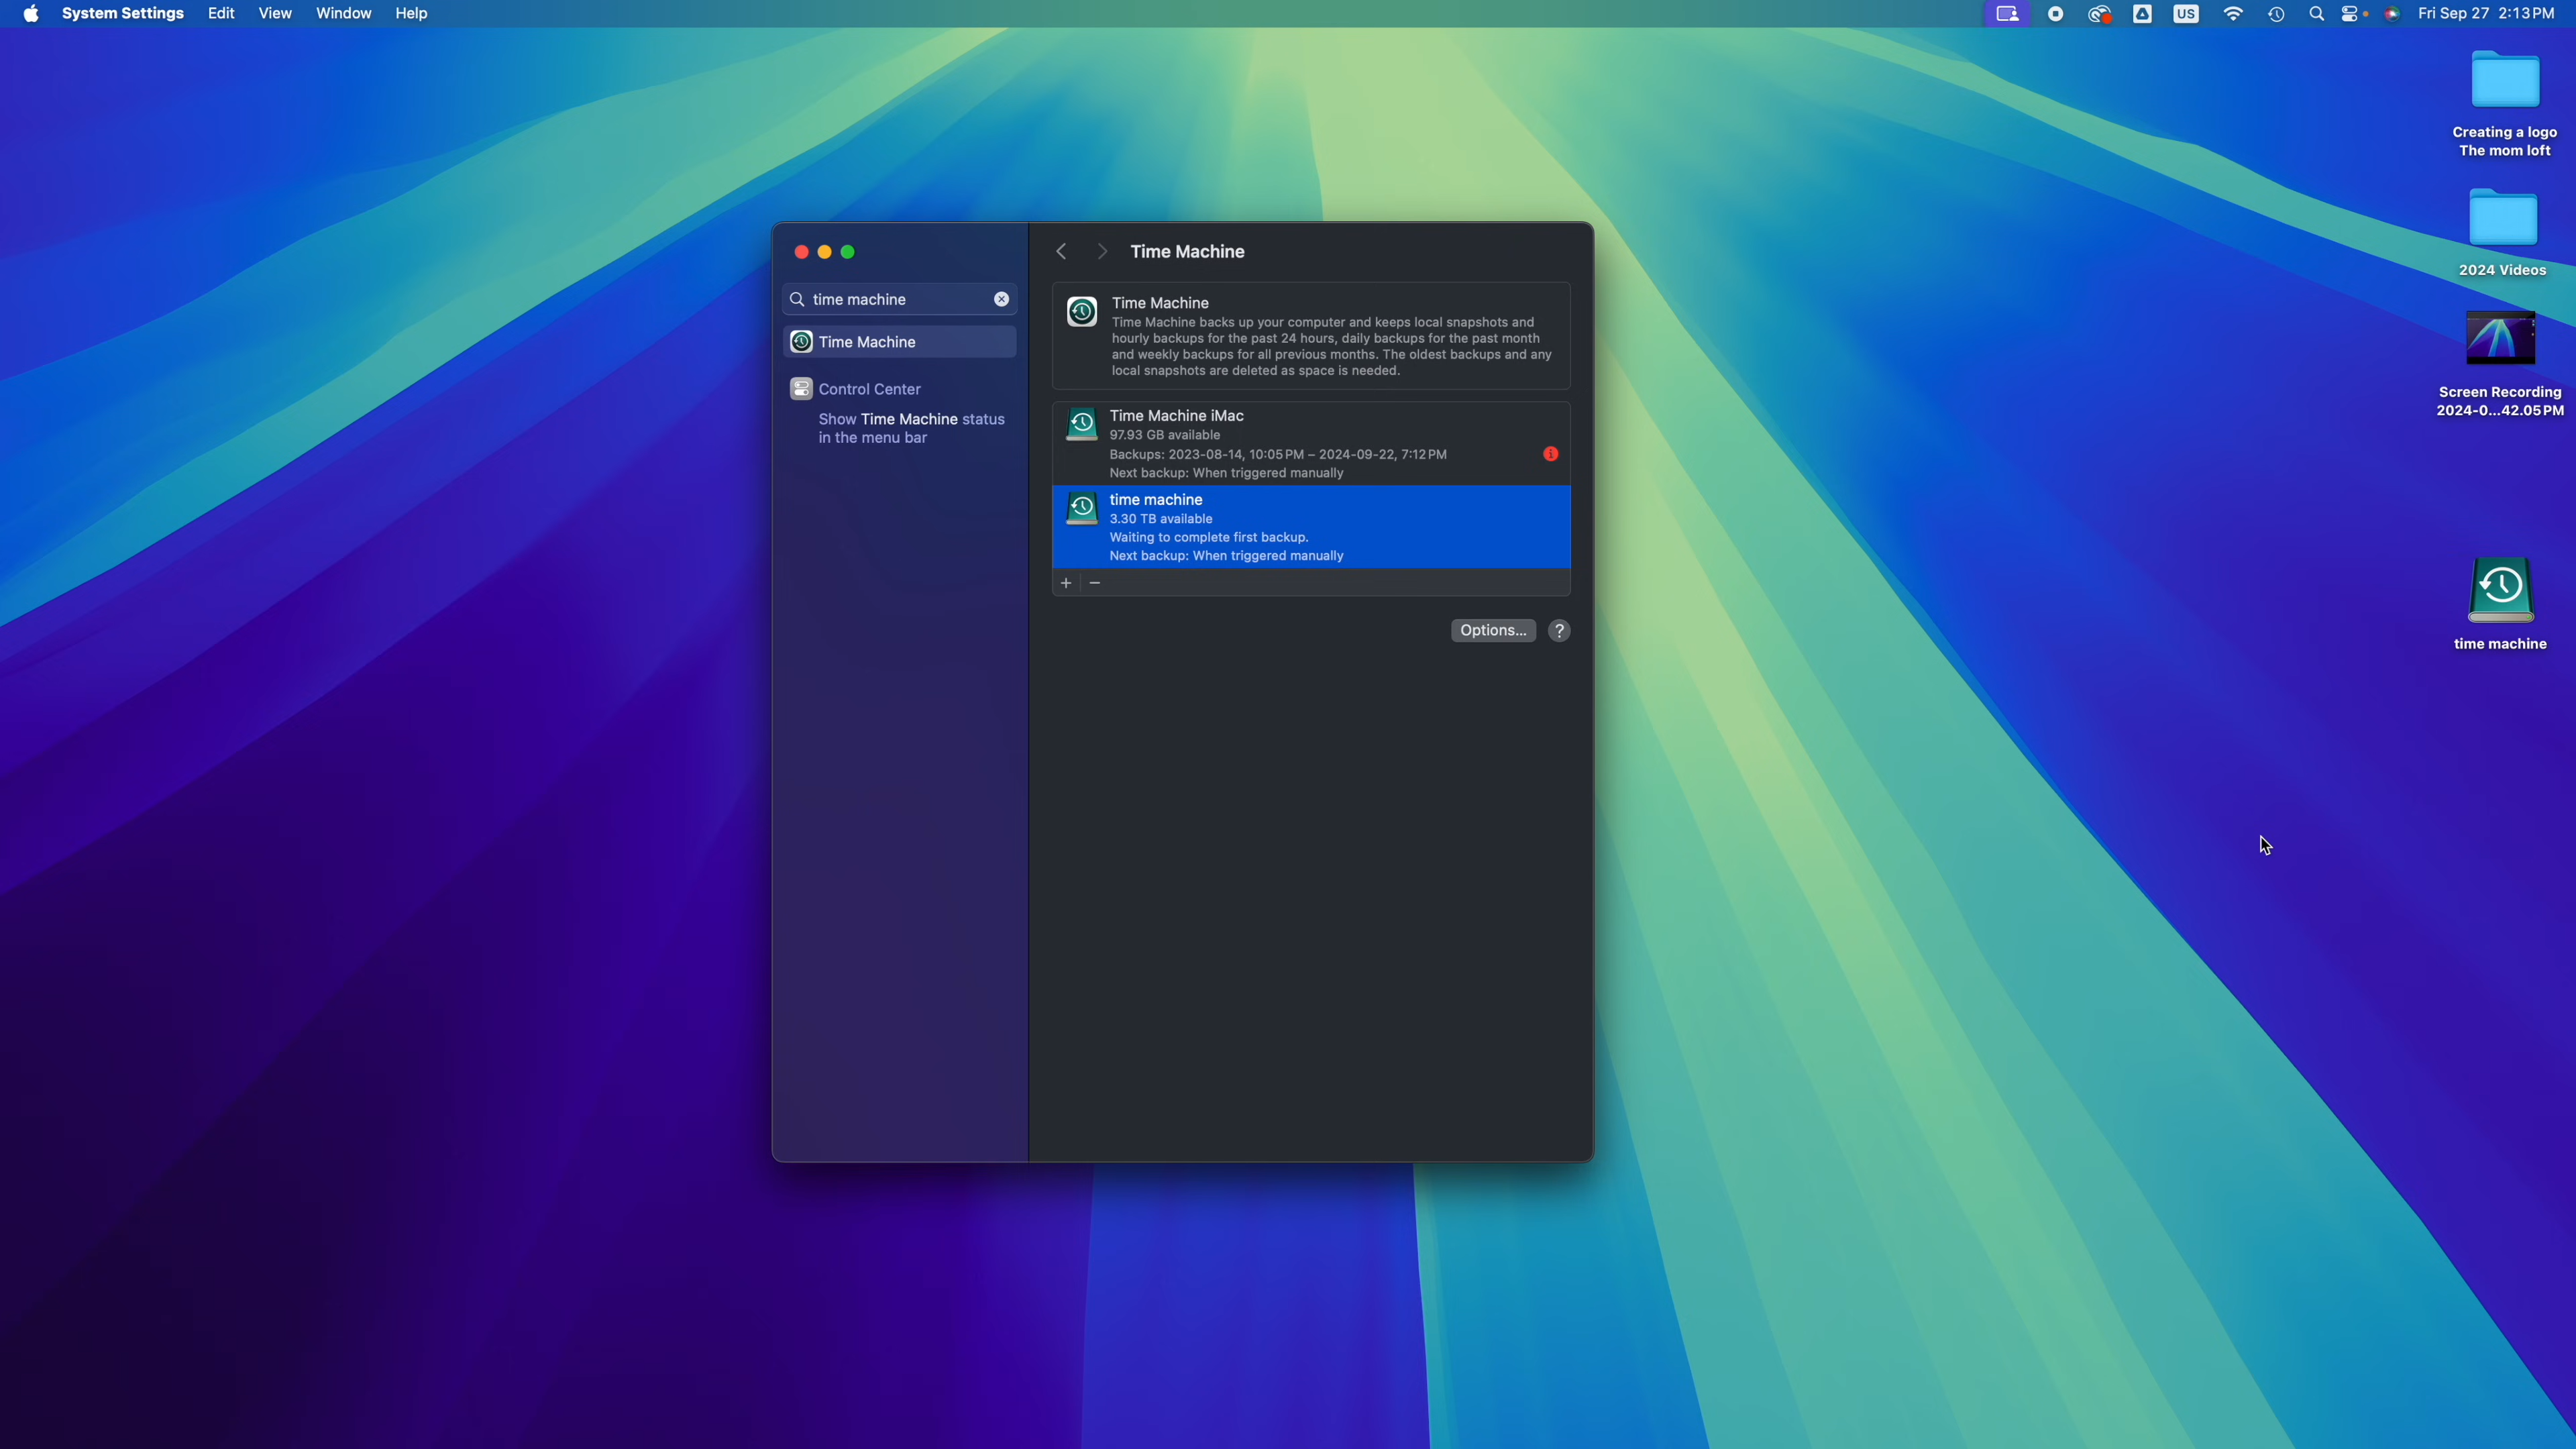 System Settings Edit View Window Help
US Fri Sep 27 2:13 PM
Creating a logo
The mom loft
2024 Videos
Screen Recording
2024-0...42.05 PM
time machine
time machine
Time Machine
Control Center
Show Time Machine status
in the menu bar
Time Machine
Time Machine
Time Machine backs up your computer and keeps local snapshots and
hourly backups for the past 24 hours, daily backups for the past month
and weekly backups for all previous months. The oldest backups and any
local snapshots are deleted as space is needed.
Time Machine iMac
97.93 GB available
Backups: 2023-08-14, 10:05 PM – 2024-09-22, 7:12 PM
Next backup: When triggered manually
time machine
3.30 TB available
Waiting to complete first backup.
Next backup: When triggered manually
+ −
Options... ?